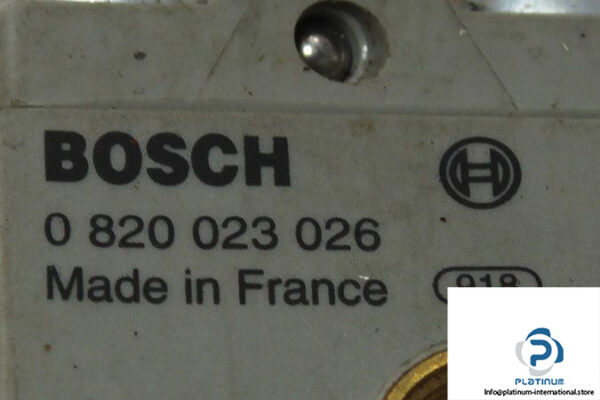 BOSCH
0 820 023 026
Made in France
918
PLATINUM
Info@platinum-international.store